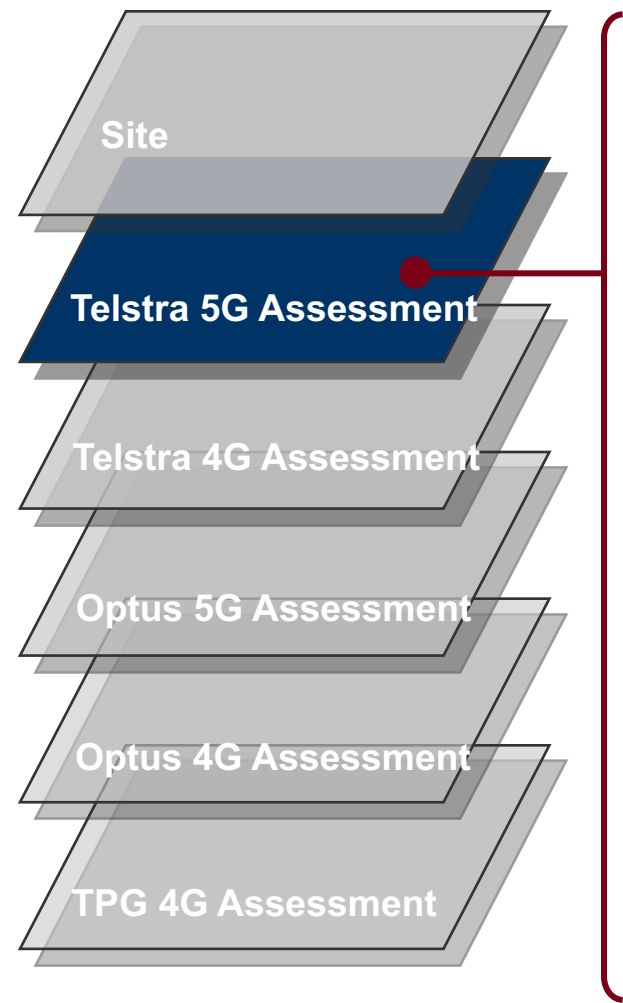 Site
Telstra 5G Assessment
Telstra 4G Assessment
Optus 5G Assessment
Optus 4G Assessment
TPG 4G Assessment